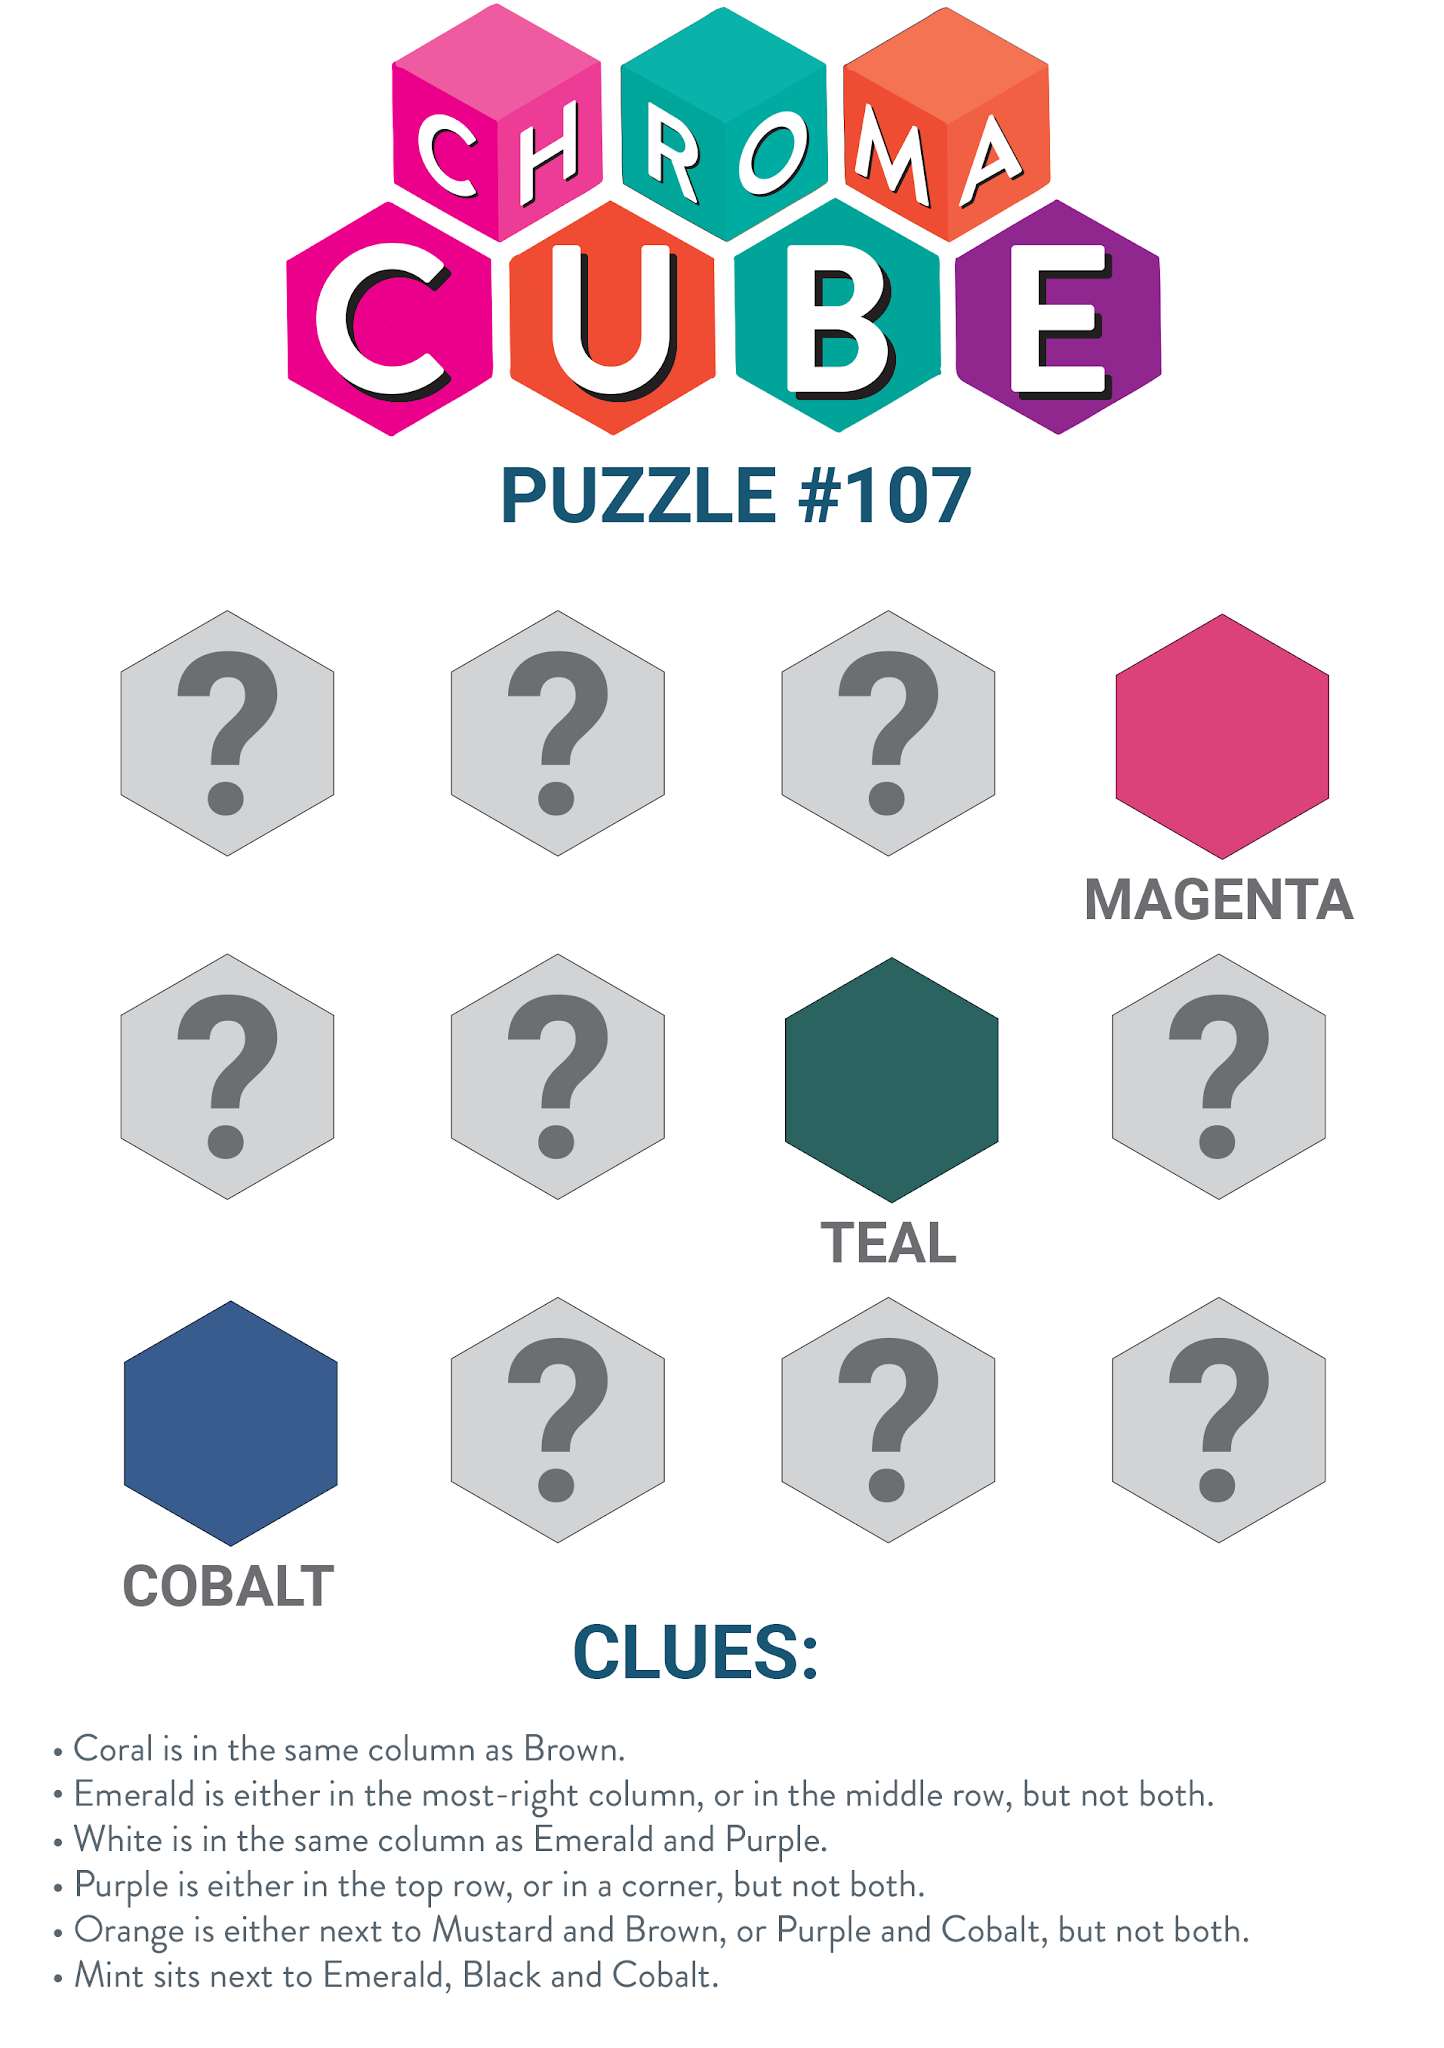 CHROMA
CUBE
PUZZLE #107
?
?
?
MAGENTA
?
?
?
TEAL
?
?
?
COBALT
CLUES:
• Coral is in the same column as Brown.
• Emerald is either in the most-right column, or in the middle row, but not both.
• White is in the same column as Emerald and Purple.
• Purple is either in the top row, or in a corner, but not both.
• Orange is either next to Mustard and Brown, or Purple and Cobalt, but not both.
• Mint sits next to Emerald, Black and Cobalt.